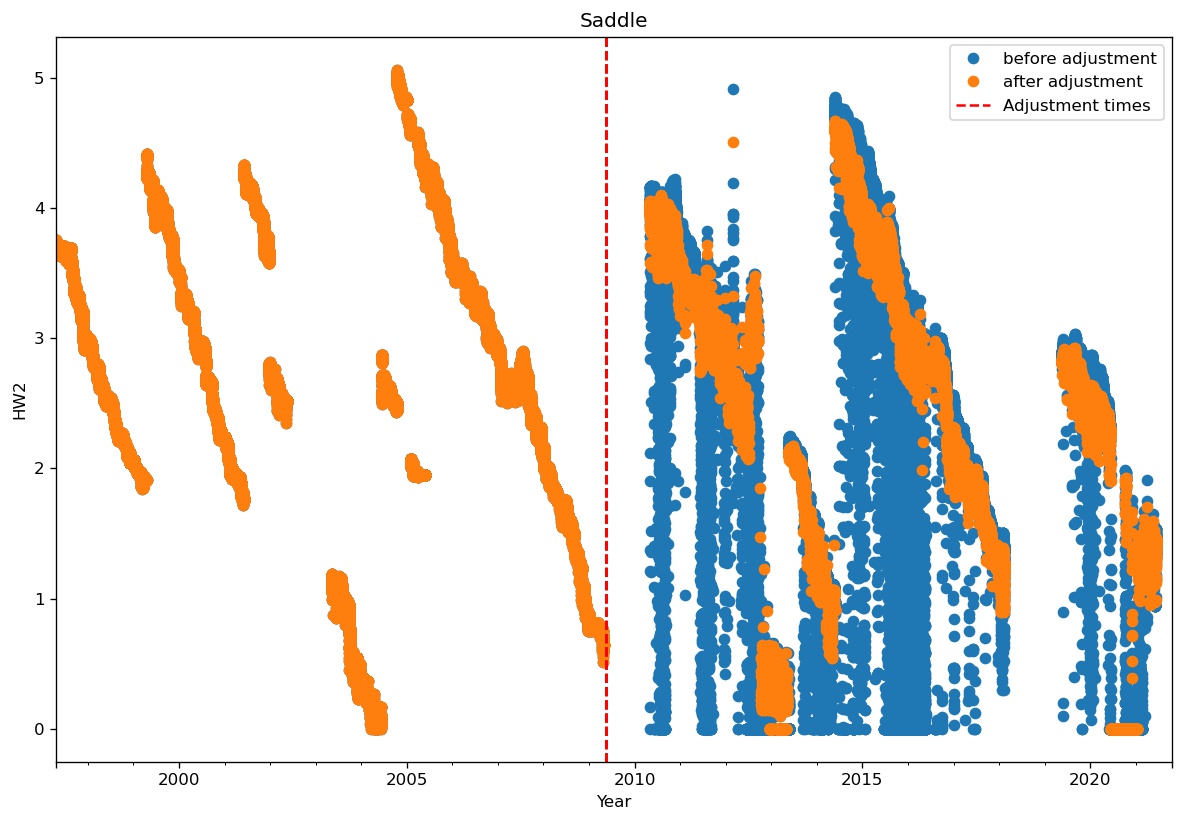 Saddle
before adjustment
after adjustment
Adjustment times
HW2
5
4
3
2
1
0
2000 2005 2010 2015 2020
Year